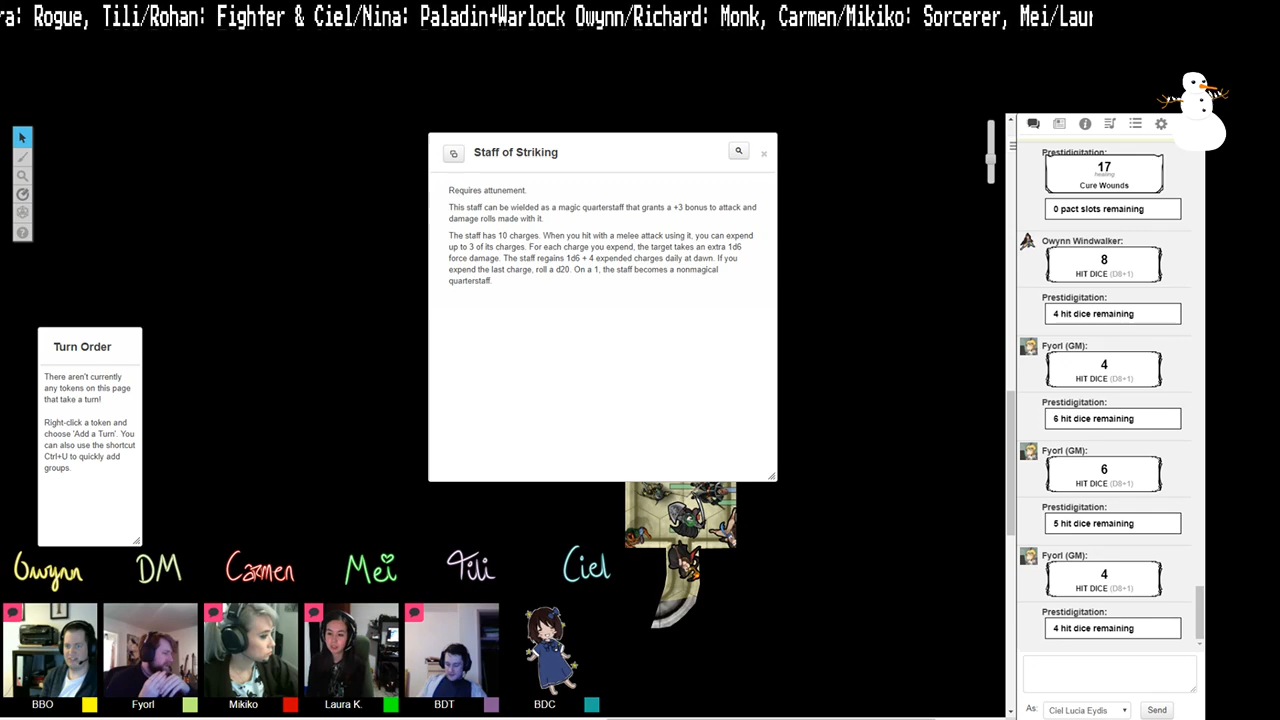 ra: Rogue, Tili/Rohan: Fighter & Ciel/Nina: Paladin+Warlock Owynn/Richard: Monk, Carmen/Mikiko: Sorcerer, Mei/Laur
Staff of Striking
Requires attunement.
This staff can be wielded as a magic quarterstaff that grants a +3 bonus to attack and
damage rolls made with it.
The staff has 10 charges. When you hit with a melee attack using it, you can expend
up to 3 of its charges. For each charge you expend, the target takes an extra 1d6
force damage. The staff regains 1d6 + 4 expended charges daily at dawn. If you
expend the last charge, roll a d20. On a 1, the staff becomes a nonmagical
quarterstaff.
Turn Order
There aren't currently
any tokens on this page
that take a turn!
Right-click a token and
choose 'Add a Turn'. You
can also use the shortcut
Ctrl+U to quickly add
groups.
Owynn
DM
Carmen
Mei
Tili
Ciel
BBO
Fyorl
Mikiko
Laura K.
BDT
BDC
Prestidigitation:
17
healing
Cure Wounds
0 pact slots remaining
Owynn Windwalker:
8
HIT DICE (D8+1)
Prestidigitation:
4 hit dice remaining
Fyorl (GM):
4
HIT DICE (D8+1)
Prestidigitation:
6 hit dice remaining
Fyorl (GM):
6
HIT DICE (D8+1)
Prestidigitation:
5 hit dice remaining
Fyorl (GM):
4
HIT DICE (D8+1)
Prestidigitation:
4 hit dice remaining
As: Ciel Lucia Eydis
Send